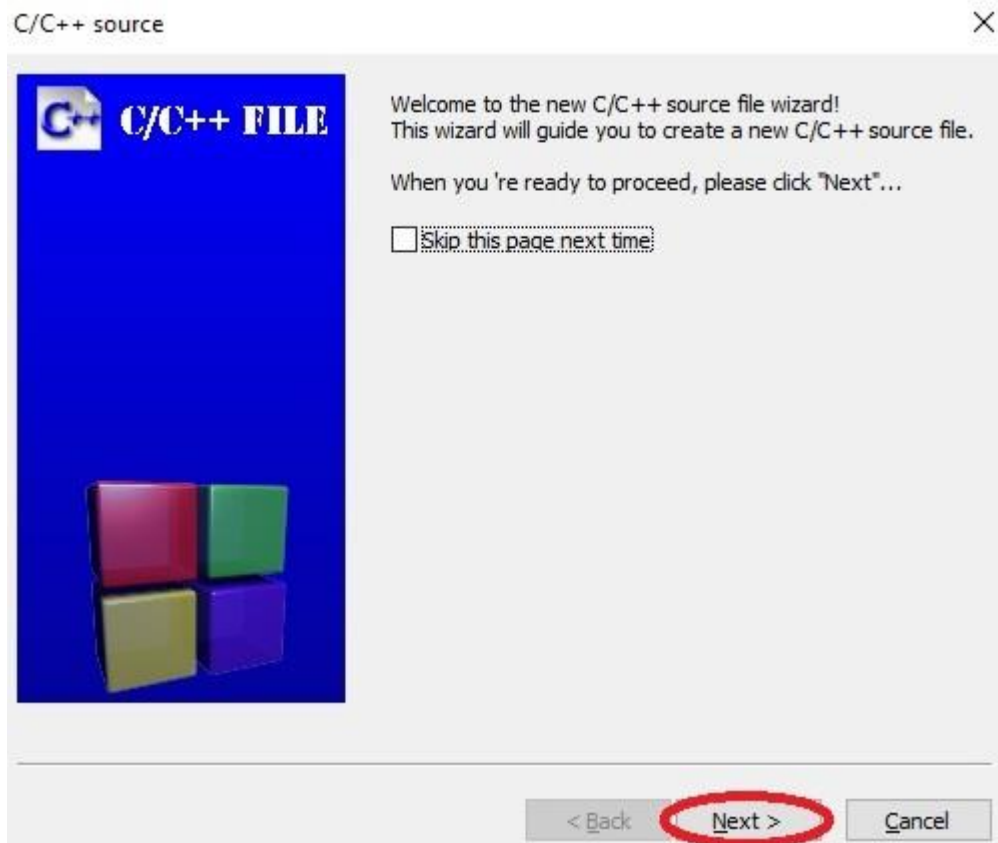 C/C++ source
C++ C/C++ FILE
Welcome to the new C/C++ source file wizard!
This wizard will guide you to create a new C/C++ source file.
When you 're ready to proceed, please click "Next"...
Skip this page next time
< Back Next > Cancel